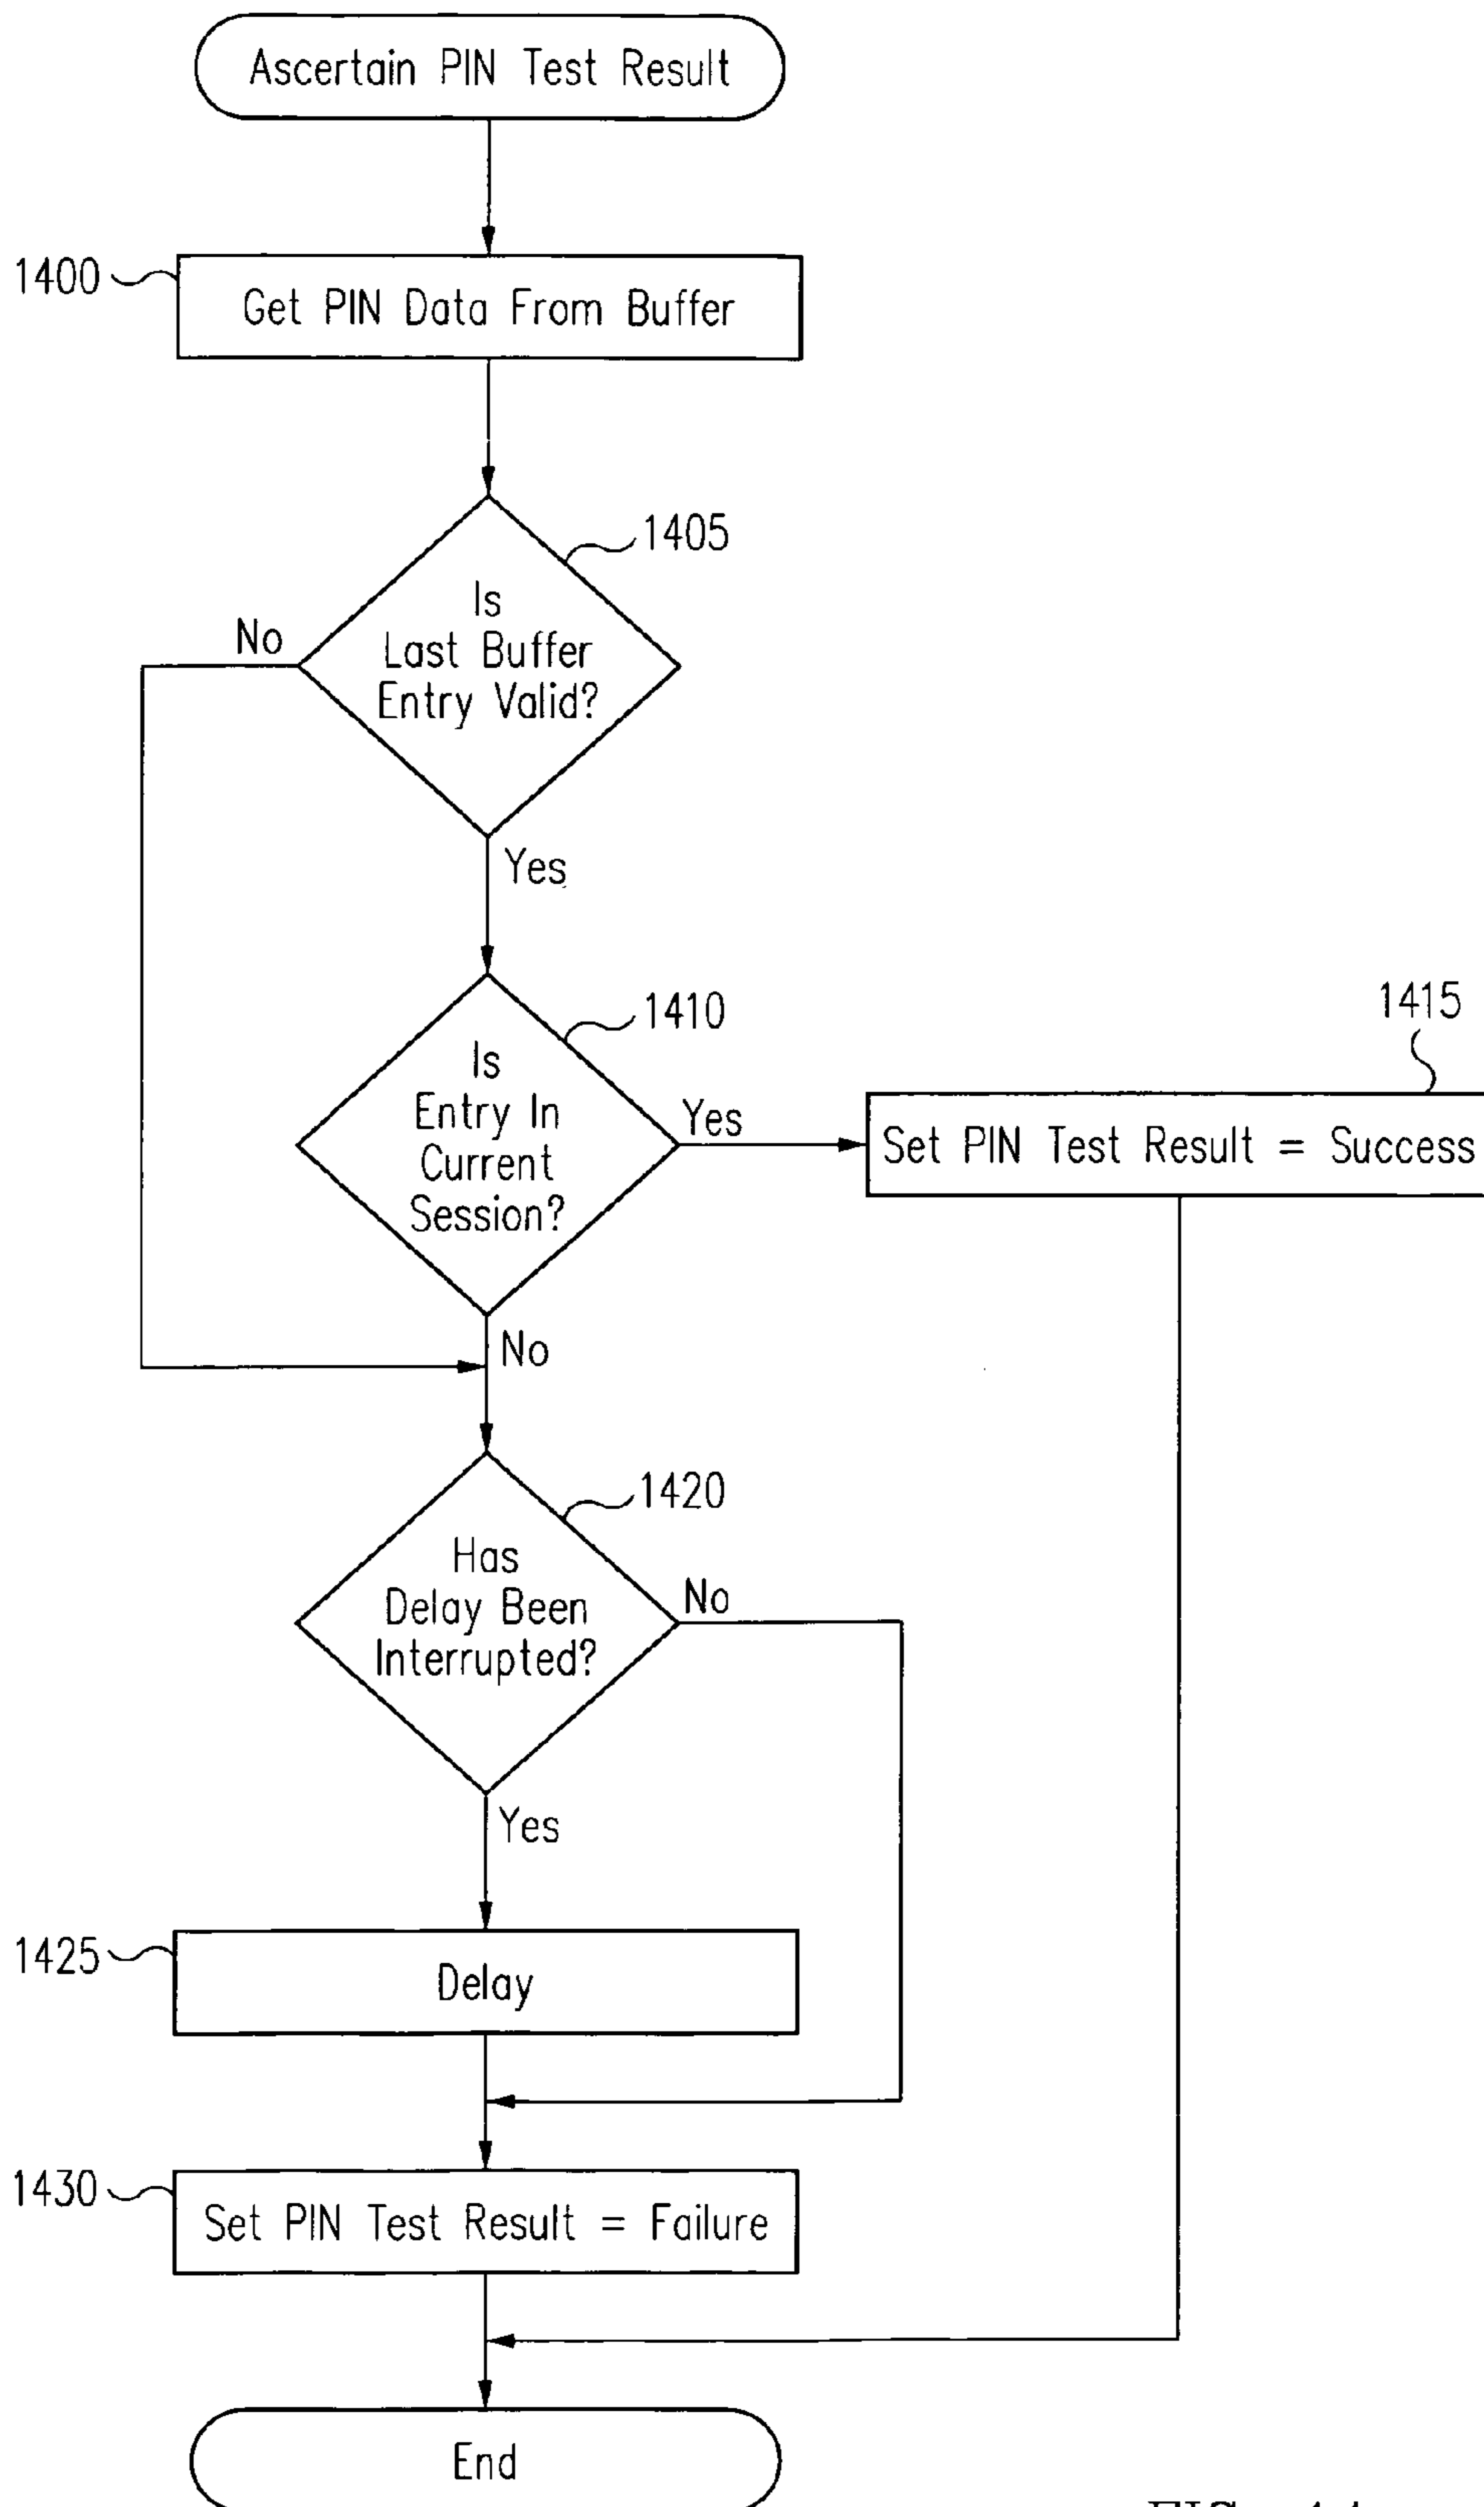 Ascertain PIN Test Result
1400
Get PIN Data From Buffer
1405
Is
Last Buffer
Entry Valid?
No
Yes
1410
Is
Entry In
Current
Session?
Yes
1415
Set PIN Test Result = Success
No
1420
Has
Delay Been
Interrupted?
No
Yes
1425
Delay
1430
Set PIN Test Result = Failure
End